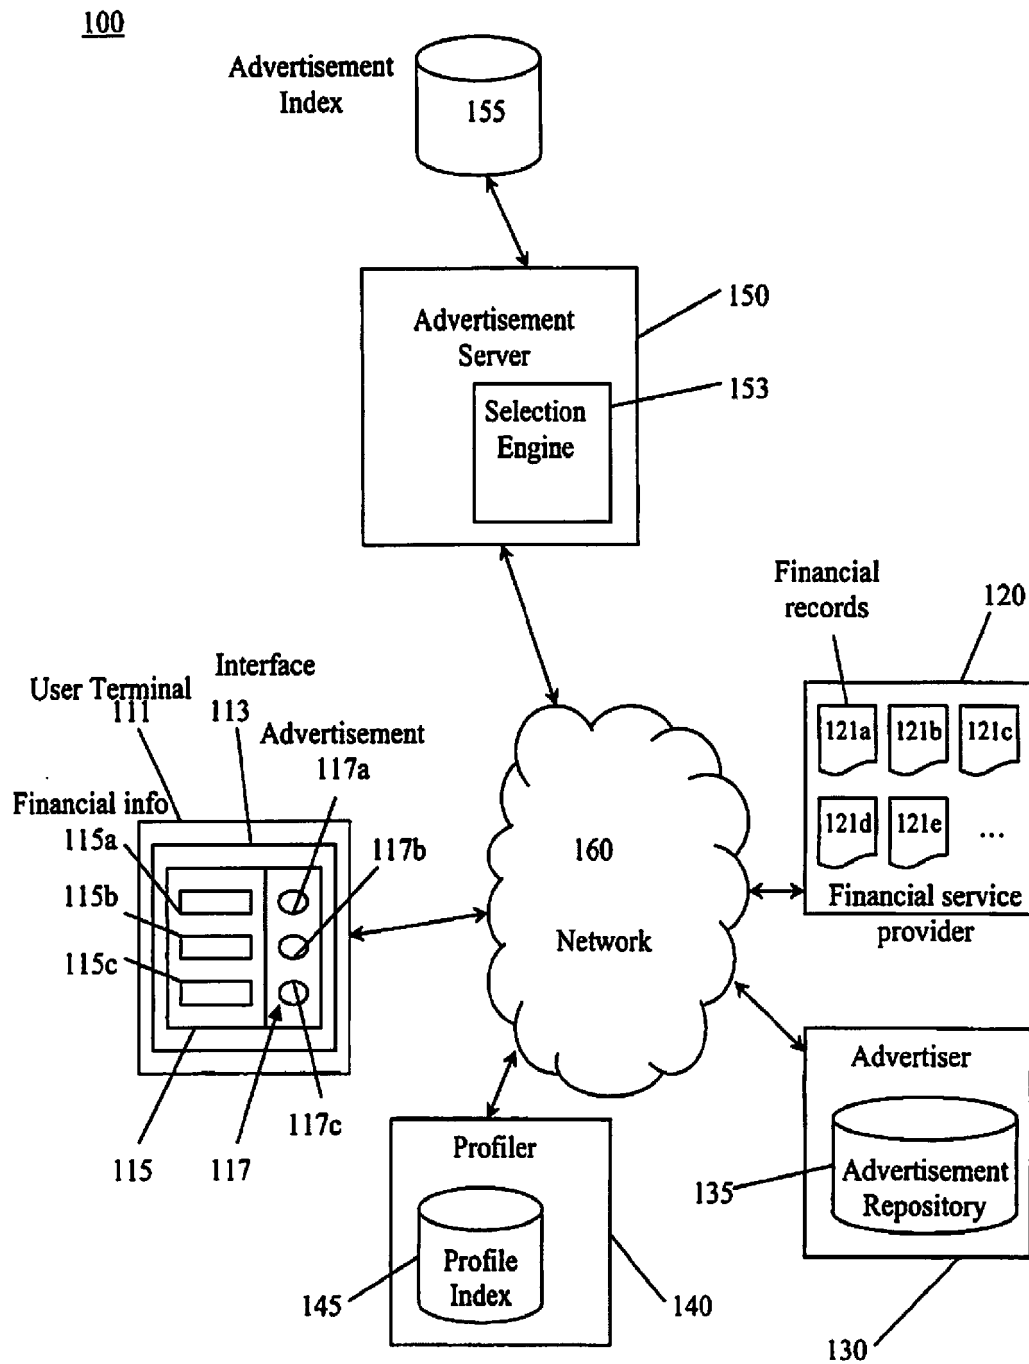 100
Advertisement
Index
155
150
Advertisement
Server
153
Selection
Engine
Financial
records
120
121a 121b 121c
121d 121e ...
Financial service
provider
User Terminal
111
Interface
113
Advertisement
117a
Financial info
115a
117b
115b
115c
160
Network
117c
115
117
Profiler
Profile
Index
145
140
Advertiser
135
Advertisement
Repository
130